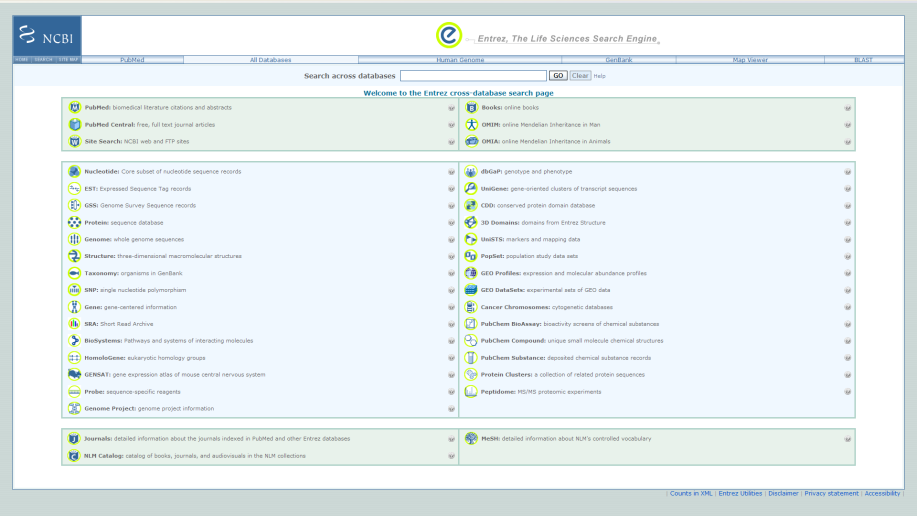 NCBI
Entrez, The Life Sciences Search Engine
HOME | SEARCH | SITE MAP
PubMed
All Databases
Human Genome
GenBank
Map Viewer
BLAST
Search across databases
GO
Clear
Help
Welcome to the Entrez cross-database search page
PubMed: biomedical literature citations and abstracts
PubMed Central: free, full text journal articles
Site Search: NCBI web and FTP sites
Books: online books
OMIM: online Mendelian Inheritance in Man
OMIA: online Mendelian Inheritance in Animals
Nucleotide: Core subset of nucleotide sequence records
EST: Expressed Sequence Tag records
GSS: Genome Survey Sequence records
Protein: sequence database
Genome: whole genome sequences
Structure: three-dimensional macromolecular structures
Taxonomy: organisms in GenBank
SNP: single nucleotide polymorphism
Gene: gene-centered information
SRA: Short Read Archive
BioSystems: Pathways and systems of interacting molecules
HomoloGene: eukaryotic homology groups
GENSAT: gene expression atlas of mouse central nervous system
Probe: sequence-specific reagents
Genome Project: genome project information
dbGaP: genotype and phenotype
UniGene: gene-oriented clusters of transcript sequences
CDD: conserved protein domain database
3D Domains: domains from Entrez Structure
UniSTS: markers and mapping data
PopSet: population study data sets
GEO Profiles: expression and molecular abundance profiles
GEO DataSets: experimental sets of GEO data
Cancer Chromosomes: cytogenetic databases
PubChem BioAssay: bioactivity screens of chemical substances
PubChem Compound: unique small molecule chemical structures
PubChem Substance: deposited chemical substance records
Protein Clusters: a collection of related protein sequences
Peptidome: MS/MS proteomic experiments
Journals: detailed information about the journals indexed in PubMed and other Entrez databases
NLM Catalog: catalog of books, journals, and audiovisuals in the NLM collections
MeSH: detailed information about NLM's controlled vocabulary
| Counts in XML | Entrez Utilities | Disclaimer | Privacy statement | Accessibility |